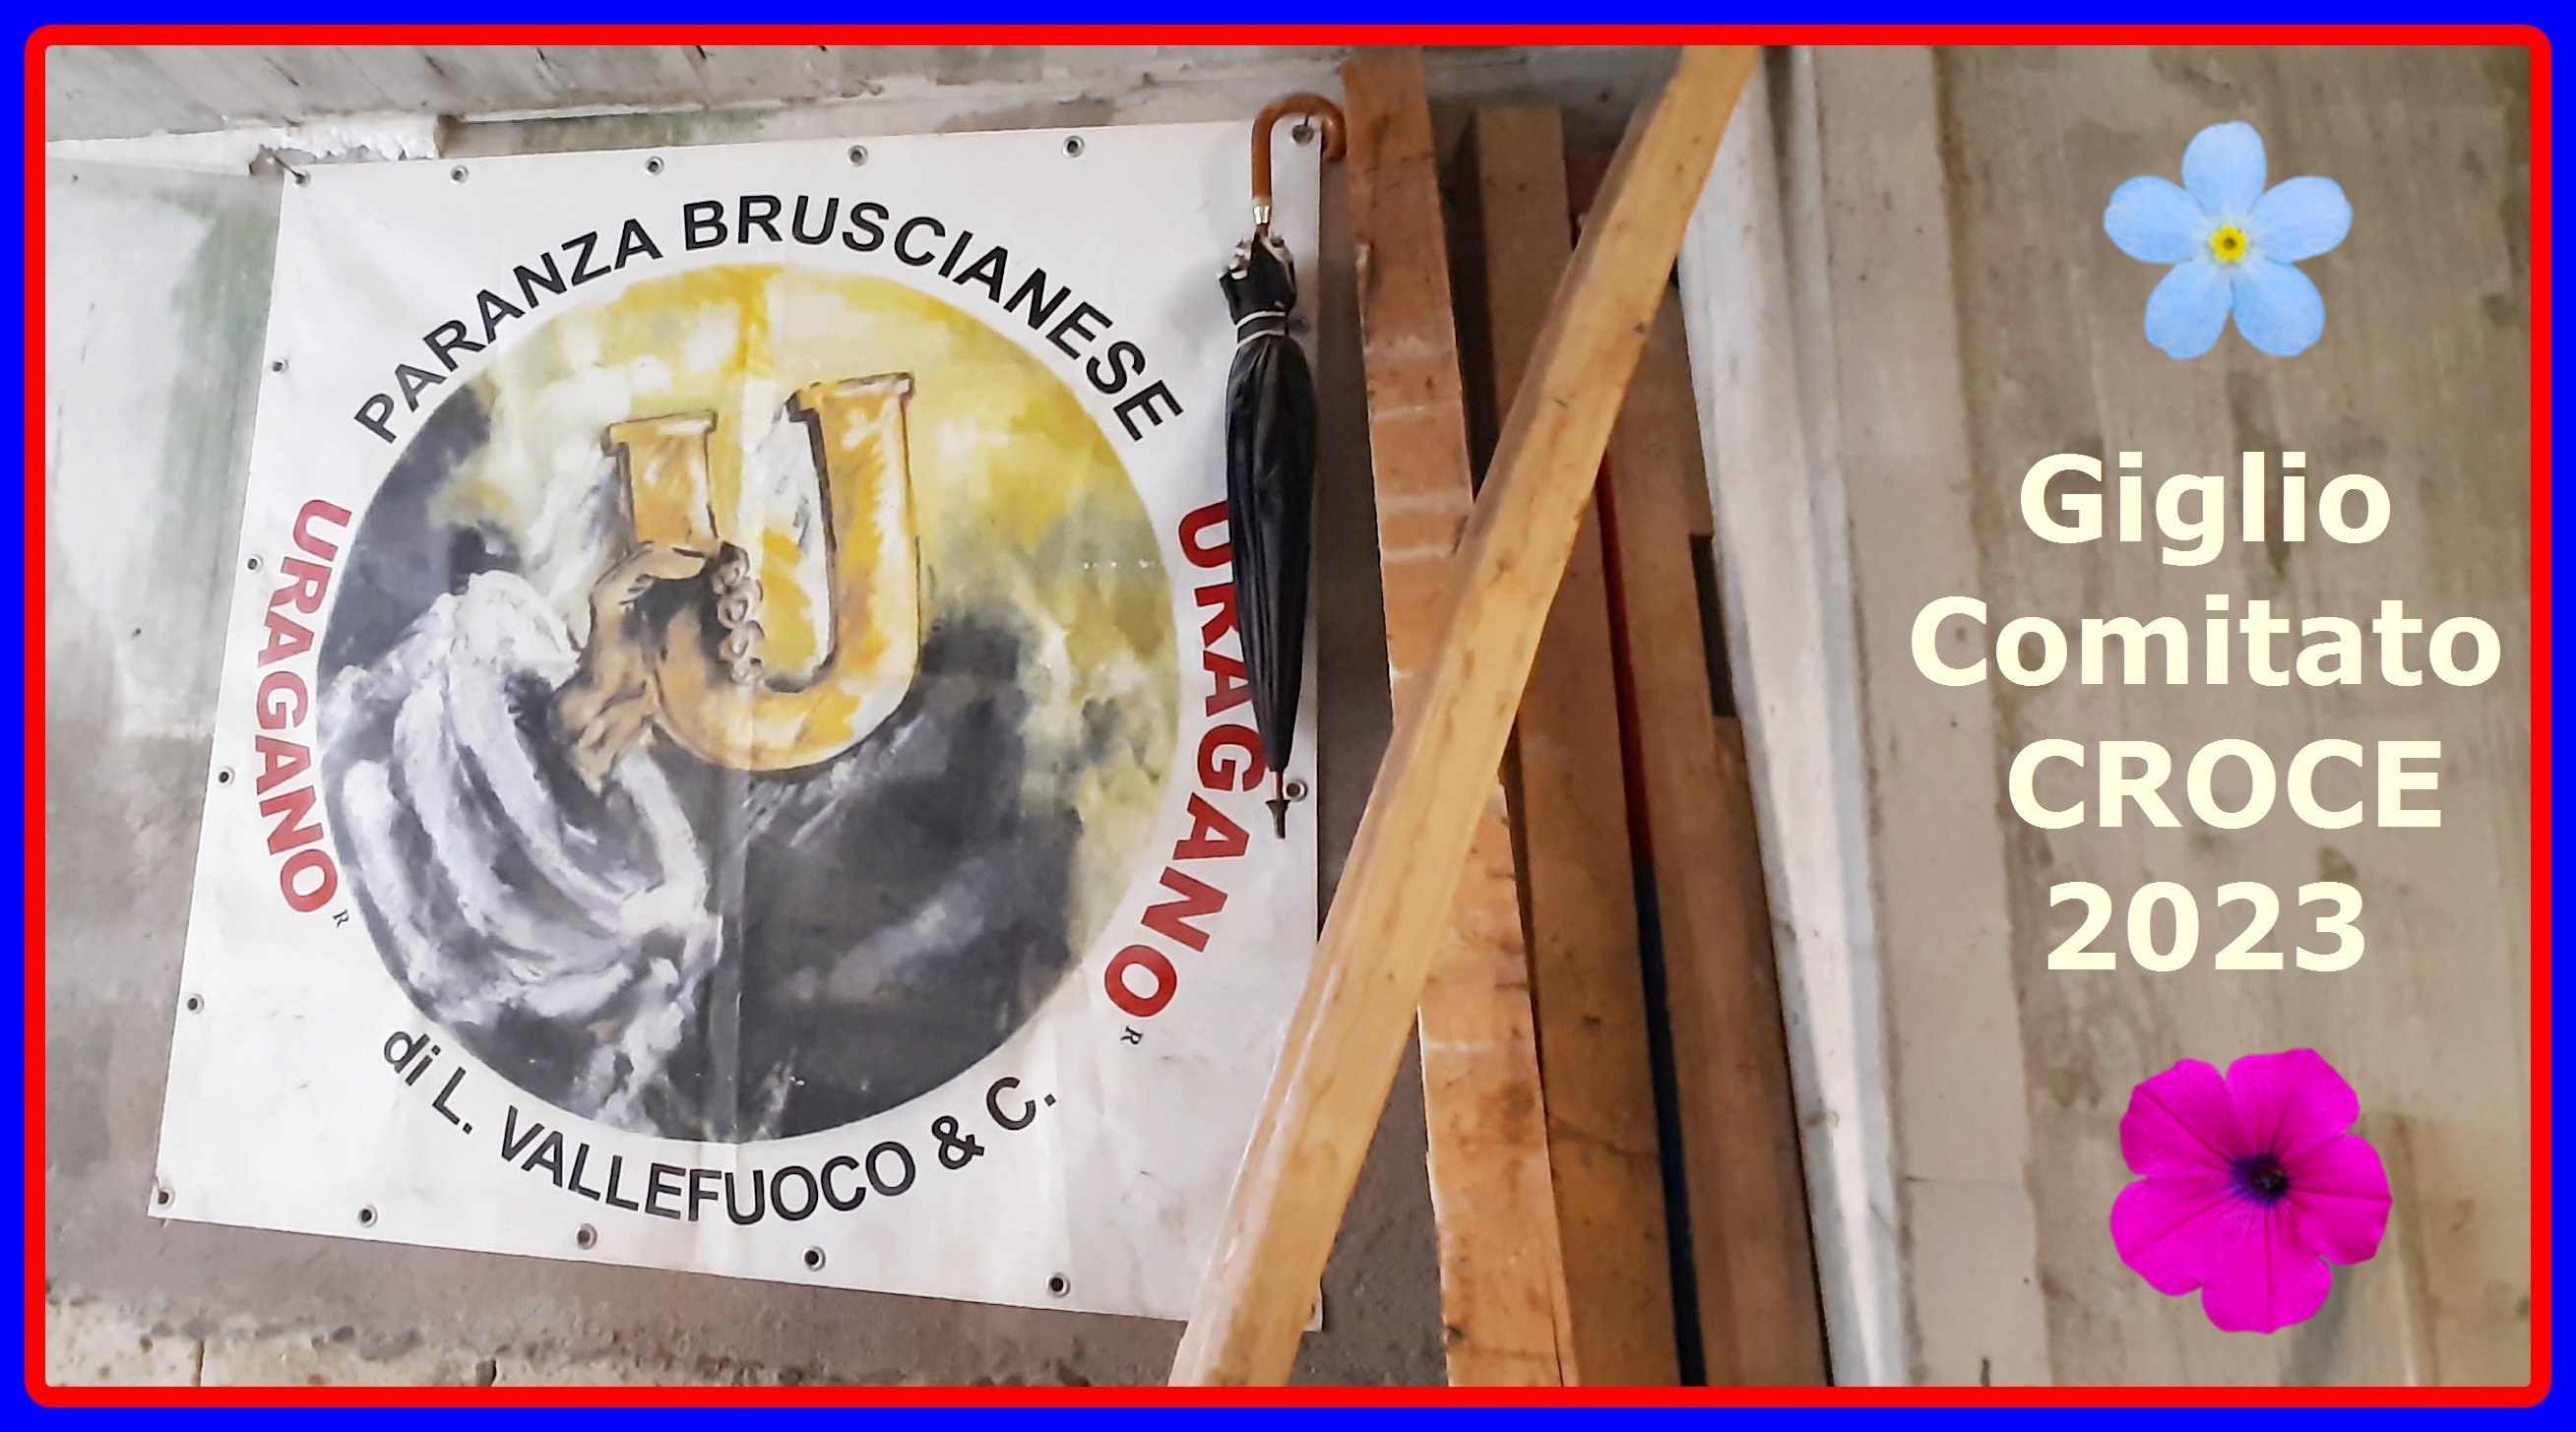 PARANZA BRUSCIANESE
URAGANO R
URAGANO R
di L. VALLEFUOCO & C.
U
Giglio
Comitato
CROCE
2023